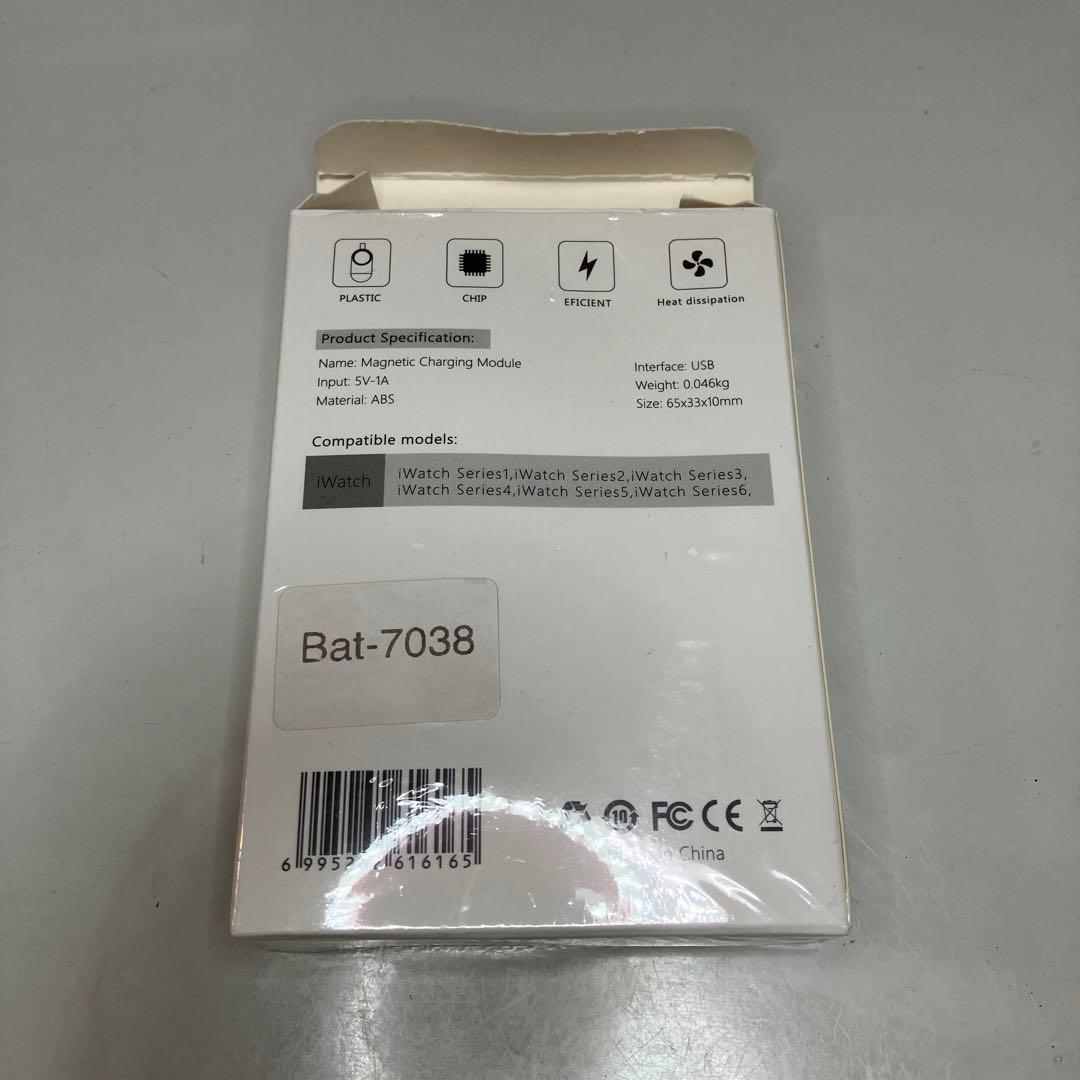 PLASTIC
CHIP
EFICIENT
Heat dissipation
Product Specification:
Name: Magnetic Charging Module
Input: 5V-1A
Material: ABS
Interface: USB
Weight: 0.046kg
Size: 65x33x10mm
Compatible models:
iWatch
iWatch Series1,iWatch Series2,iWatch Series3,
iWatch Series4,iWatch Series5,iWatch Series6,
Bat-7038
10
FC CE
China
616165